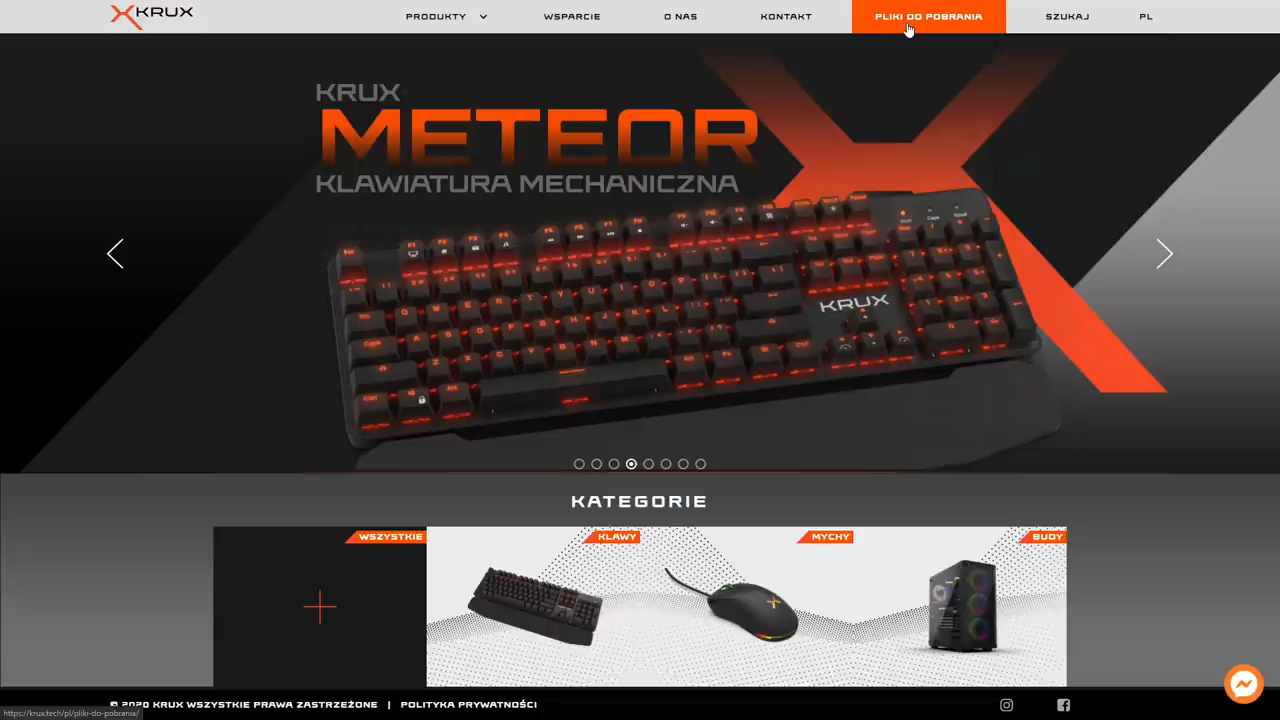 KRUX
PRODUKTY
WSPARCIE
O NAS
KONTAKT
PLIKI DO POBRANIA
SZUKAJ
PL
KRUX
METEOR
KLAWIATURA MECHANICZNA
KRUX
KATEGORIE
WSZYSTKIE
KLAWY
MYCHY
BUDY
© 2020 KRUX WSZYSTKIE PRAWA ZASTRZEŻONE | POLITYKA PRYWATNOŚCI
https://krux.tech/pl/pliki-do-pobrania/